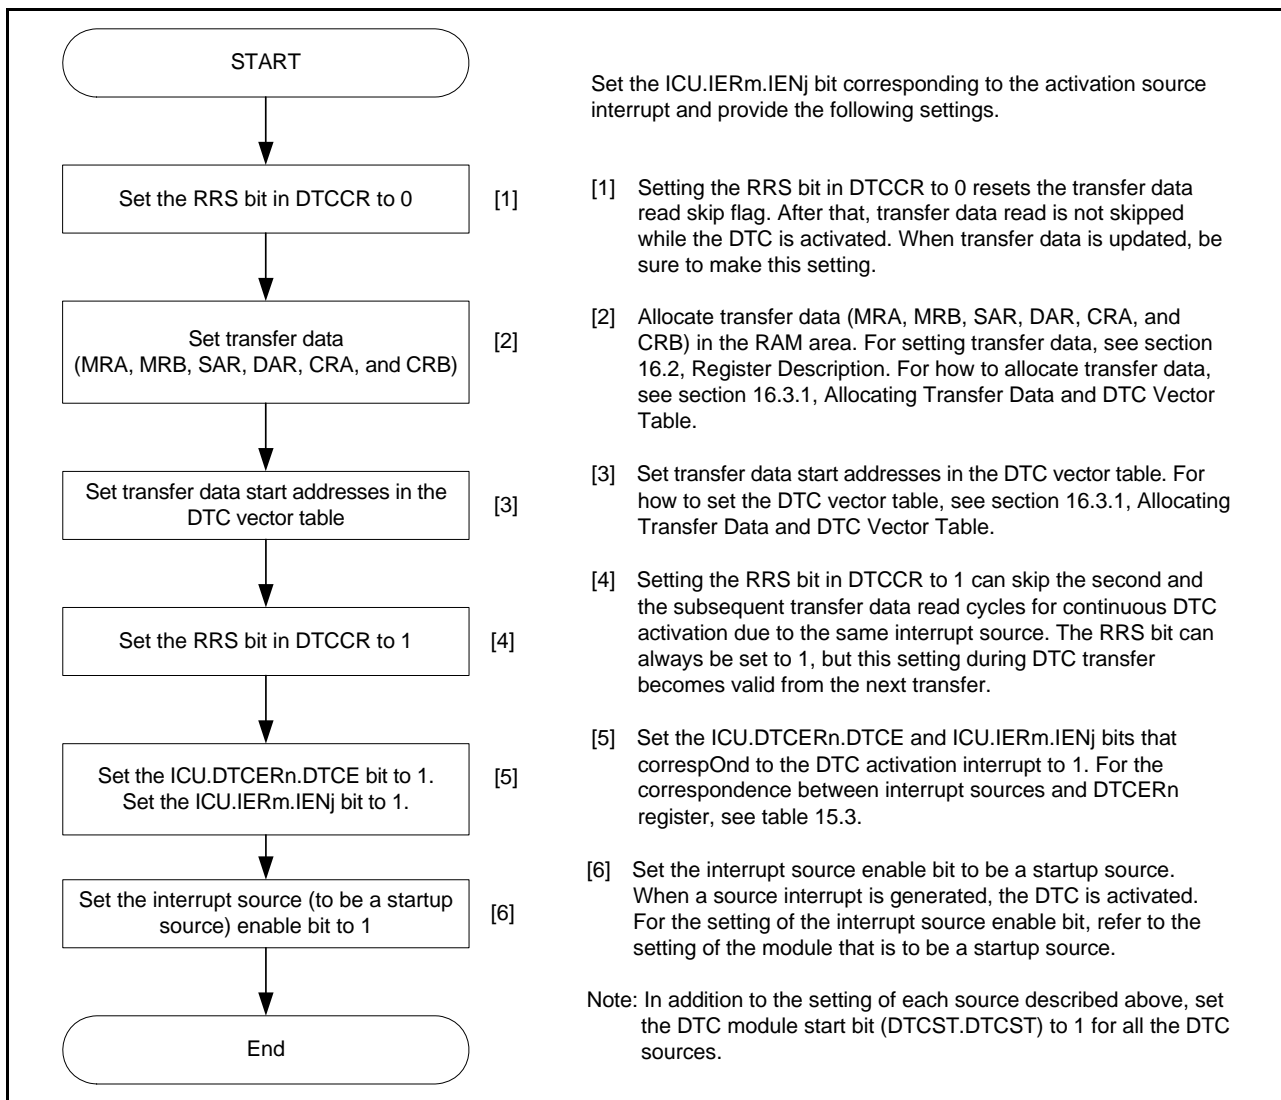 START
Set the ICU.IERm.IENj bit corresponding to the activation source
interrupt and provide the following settings.
Set the RRS bit in DTCCR to 0
[1]
[1] Setting the RRS bit in DTCCR to 0 resets the transfer data
read skip flag. After that, transfer data read is not skipped
while the DTC is activated. When transfer data is updated, be
sure to make this setting.
Set transfer data
(MRA, MRB, SAR, DAR, CRA, and CRB)
[2]
[2] Allocate transfer data (MRA, MRB, SAR, DAR, CRA, and
CRB) in the RAM area. For setting transfer data, see section
16.2, Register Description. For how to allocate transfer data,
see section 16.3.1, Allocating Transfer Data and DTC Vector
Table.
Set transfer data start addresses in the
DTC vector table
[3]
[3] Set transfer data start addresses in the DTC vector table. For
how to set the DTC vector table, see section 16.3.1, Allocating
Transfer Data and DTC Vector Table.
Set the RRS bit in DTCCR to 1
[4]
[4] Setting the RRS bit in DTCCR to 1 can skip the second and
the subsequent transfer data read cycles for continuous DTC
activation due to the same interrupt source. The RRS bit can
always be set to 1, but this setting during DTC transfer
becomes valid from the next transfer.
Set the ICU.DTCERn.DTCE bit to 1.
Set the ICU.IERm.IENj bit to 1.
[5]
[5] Set the ICU.DTCERn.DTCE and ICU.IERm.IENj bits that
correspOnd to the DTC activation interrupt to 1. For the
correspondence between interrupt sources and DTCERn
register, see table 15.3.
Set the interrupt source (to be a startup
source) enable bit to 1
[6]
[6] Set the interrupt source enable bit to be a startup source.
When a source interrupt is generated, the DTC is activated.
For the setting of the interrupt source enable bit, refer to the
setting of the module that is to be a startup source.
End
Note: In addition to the setting of each source described above, set
the DTC module start bit (DTCST.DTCST) to 1 for all the DTC
sources.